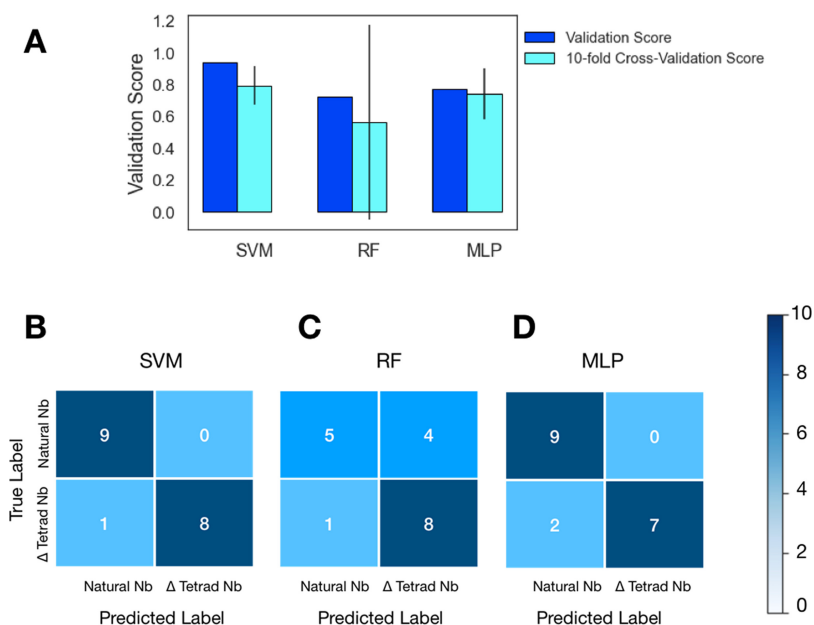 A
Validation Score
1.2
1.0
0.8
0.6
0.4
0.2
0.0
SVM
RF
MLP
Validation Score
10-fold Cross-Validation Score
B
C
D
SVM
RF
MLP
True Label
Natural Nb
Δ Tetrad Nb
9
0
1
8
5
4
1
8
9
0
2
7
Natural Nb
Δ Tetrad Nb
Natural Nb
Δ Tetrad Nb
Natural Nb
Δ Tetrad Nb
Predicted Label
Predicted Label
Predicted Label
10
8
6
4
2
0